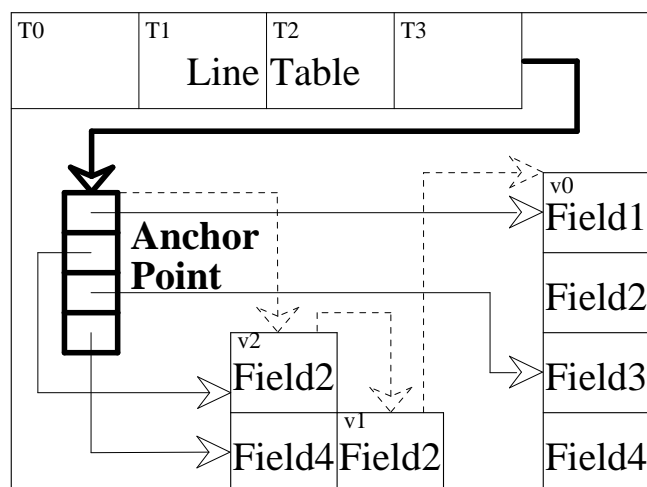 T0 T1 T2 T3
Line Table
v0
Field1
Anchor
Point
Field2
v2
Field2
Field3
v1
Field4 Field2 Field4